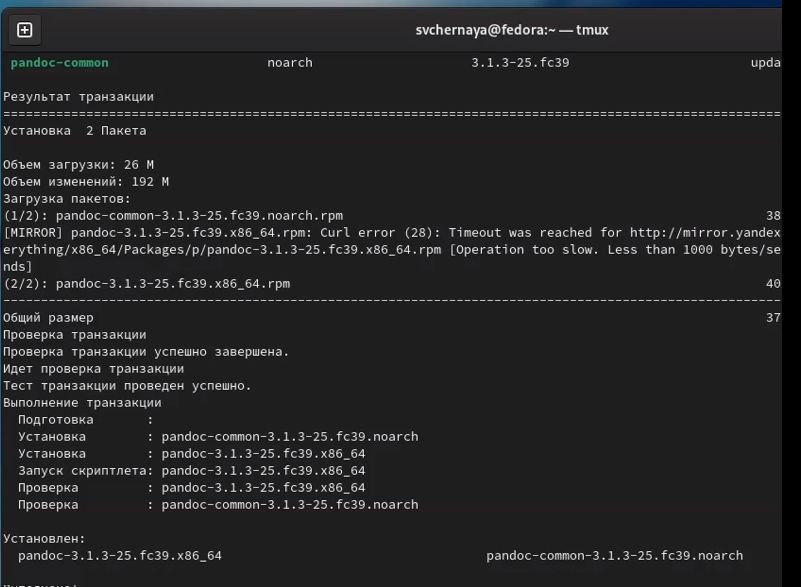 svchernaya@fedora:~ — tmux
pandoc-common noarch 3.1.3-25.fc39 upda
Результат транзакции
================================================================================
Установка  2 Пакета
Объем загрузки: 26 M
Объем изменений: 192 M
Загрузка пакетов:
(1/2): pandoc-common-3.1.3-25.fc39.noarch.rpm 38
[MIRROR] pandoc-3.1.3-25.fc39.x86_64.rpm: Curl error (28): Timeout was reached for http://mirror.yandex
erything/x86_64/Packages/p/pandoc-3.1.3-25.fc39.x86_64.rpm [Operation too slow. Less than 1000 bytes/se
nds]
(2/2): pandoc-3.1.3-25.fc39.x86_64.rpm 40
--------------------------------------------------------------------------------
Общий размер 37
Проверка транзакции
Проверка транзакции успешно завершена.
Идет проверка транзакции
Тест транзакции проведен успешно.
Выполнение транзакции
Подготовка :
Установка : pandoc-common-3.1.3-25.fc39.noarch
Установка : pandoc-3.1.3-25.fc39.x86_64
Запуск скриптлета: pandoc-3.1.3-25.fc39.x86_64
Проверка : pandoc-3.1.3-25.fc39.x86_64
Проверка : pandoc-common-3.1.3-25.fc39.noarch
Установлен:
pandoc-3.1.3-25.fc39.x86_64 pandoc-common-3.1.3-25.fc39.noarch